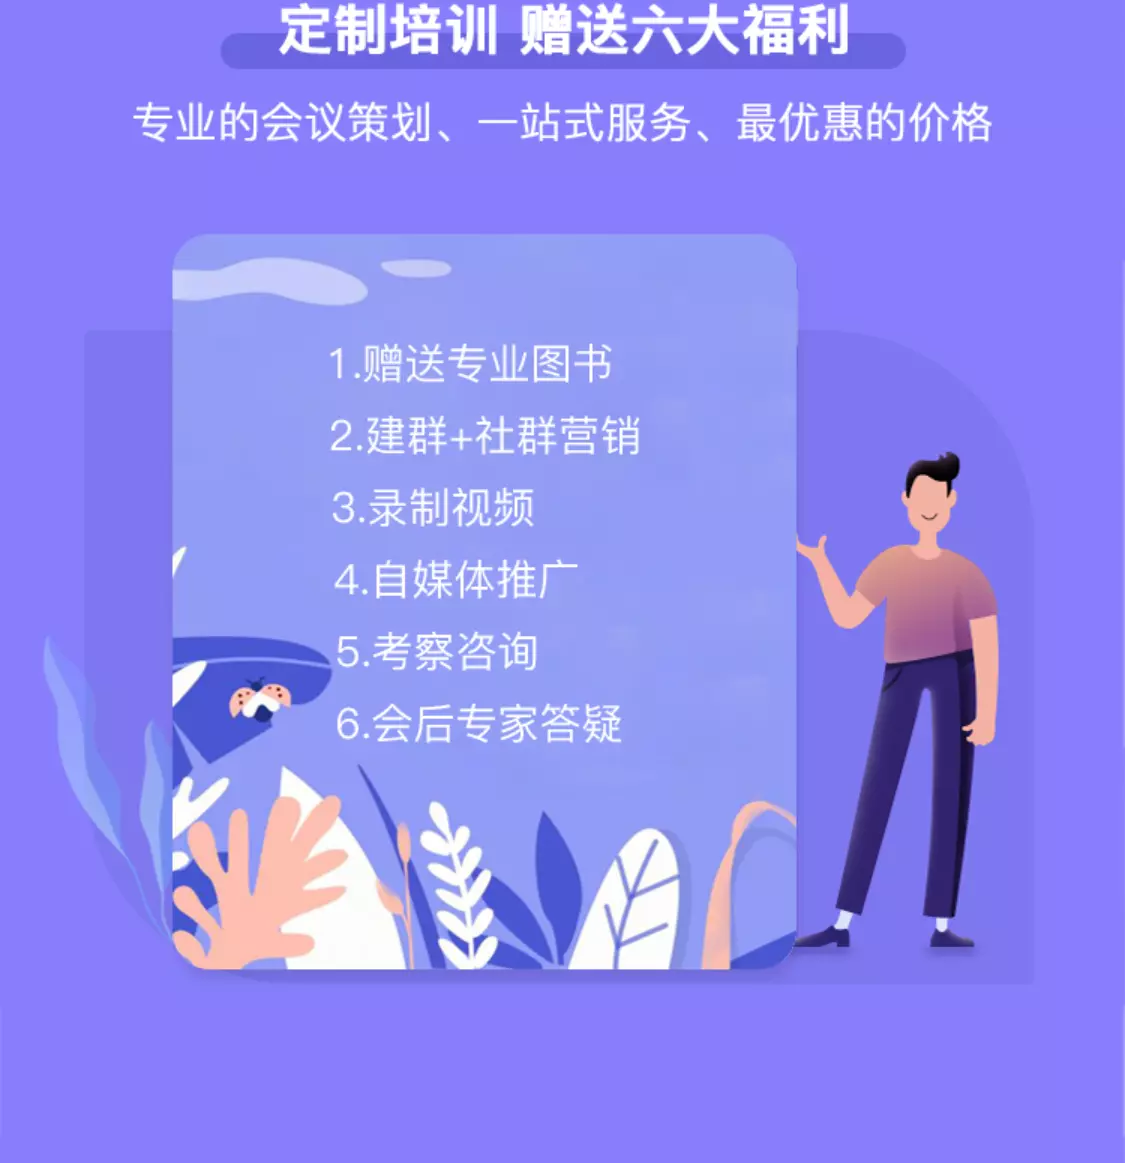 定制培训 赠送六大福利
专业的会议策划、一站式服务、最优惠的价格
1.赠送专业图书
2.建群+社群营销
3.录制视频
4.自媒体推广
5.考察咨询
6.会后专家答疑